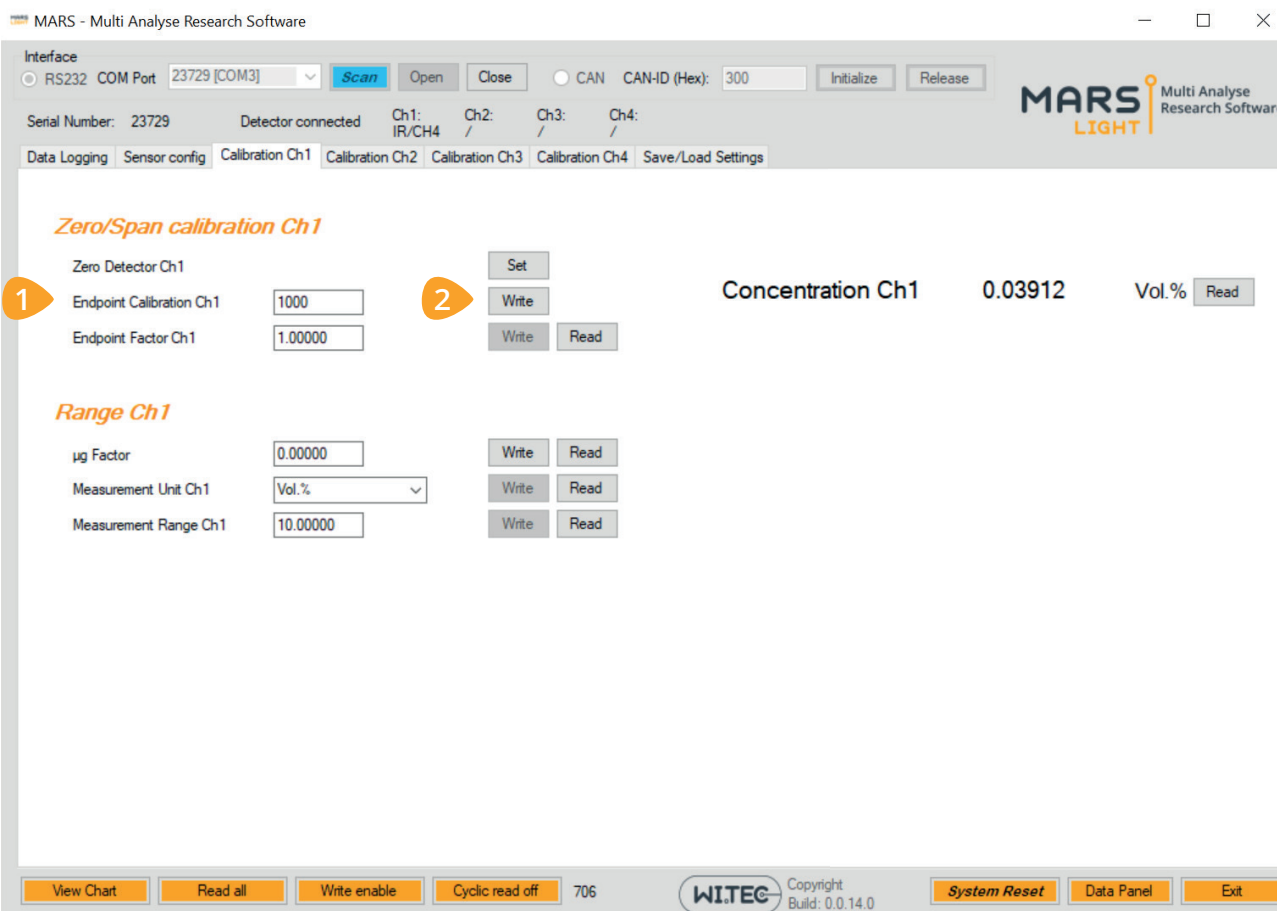 MARS - Multi Analyse Research Software
Interface
RS232 COM Port 23729 [COM3] Scan Open Close CAN CAN-ID (Hex): 300 Initialize Release
MARS LIGHT Multi Analyse Research Softwar
Serial Number: 23729 Detector connected Ch1: IR/CH4 Ch2: / Ch3: / Ch4: /
Data Logging Sensor config Calibration Ch1 Calibration Ch2 Calibration Ch3 Calibration Ch4 Save/Load Settings
Zero/Span calibration Ch1
Zero Detector Ch1 Set
1 Endpoint Calibration Ch1 1000 2 Write
Concentration Ch1 0.03912 Vol.% Read
Endpoint Factor Ch1 1.00000 Write Read
Range Ch1
µg Factor 0.00000 Write Read
Measurement Unit Ch1 Vol.% Write Read
Measurement Range Ch1 10.00000 Write Read
View Chart Read all Write enable Cyclic read off 706 WI.TEC Copyright Build: 0.0.14.0 System Reset Data Panel Exit